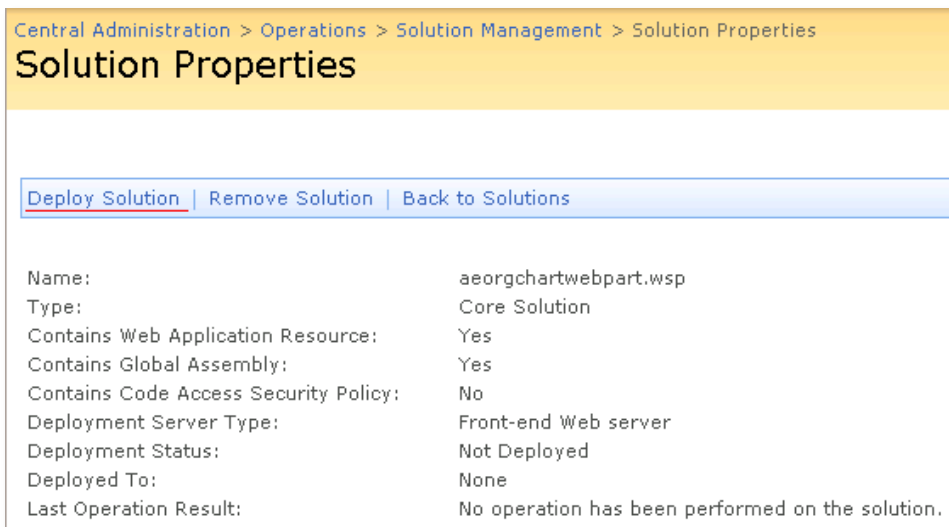 Central Administration > Operations > Solution Management > Solution Properties
Solution Properties
Deploy Solution | Remove Solution | Back to Solutions
Name: aeorgchartwebpart.wsp
Type: Core Solution
Contains Web Application Resource: Yes
Contains Global Assembly: Yes
Contains Code Access Security Policy: No
Deployment Server Type: Front-end Web server
Deployment Status: Not Deployed
Deployed To: None
Last Operation Result: No operation has been performed on the solution.